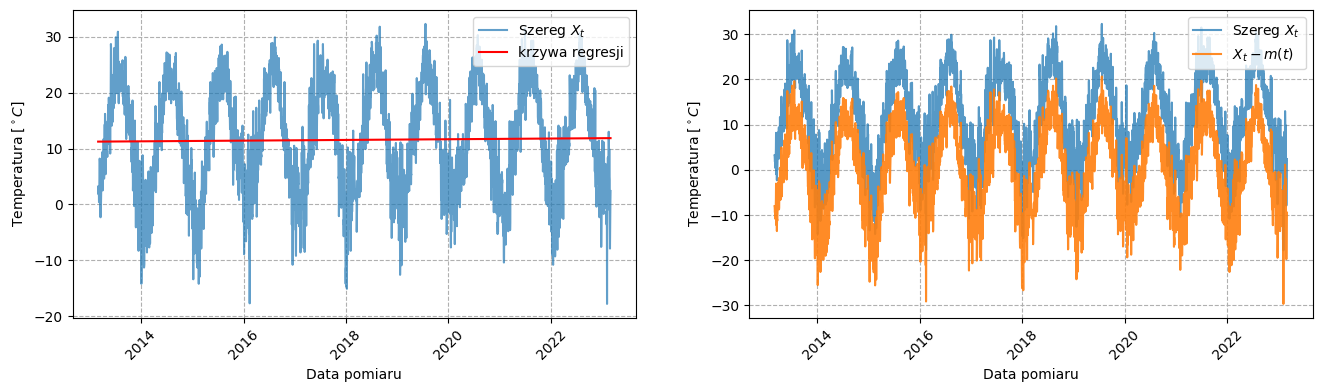 Szereg $X_t$
krzywa regresji
30
20
10
0
−10
−20
Temperatura [ $^\circ C$]
2014
2016
2018
2020
2022
Data pomiaru
Szereg $X_t$
$X_t - m(t)$
30
20
10
0
−10
−20
−30
Temperatura [ $^\circ C$]
2014
2016
2018
2020
2022
Data pomiaru